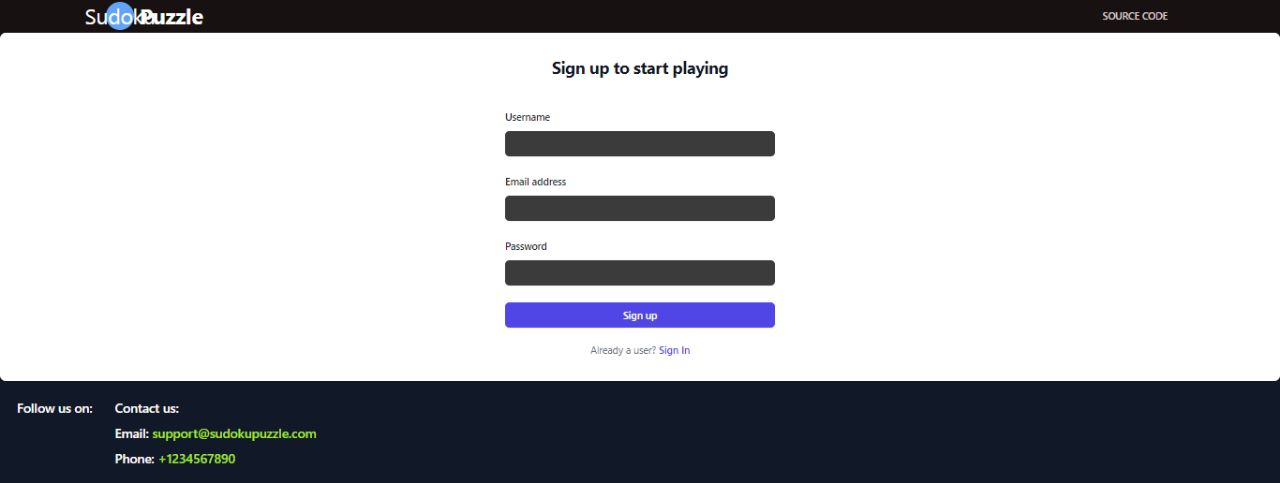 SudokuPuzzle
SOURCE CODE
Sign up to start playing
Username
Email address
Password
Sign up
Already a user? Sign In
Follow us on:
Contact us:
Email: support@sudokupuzzle.com
Phone: +1234567890